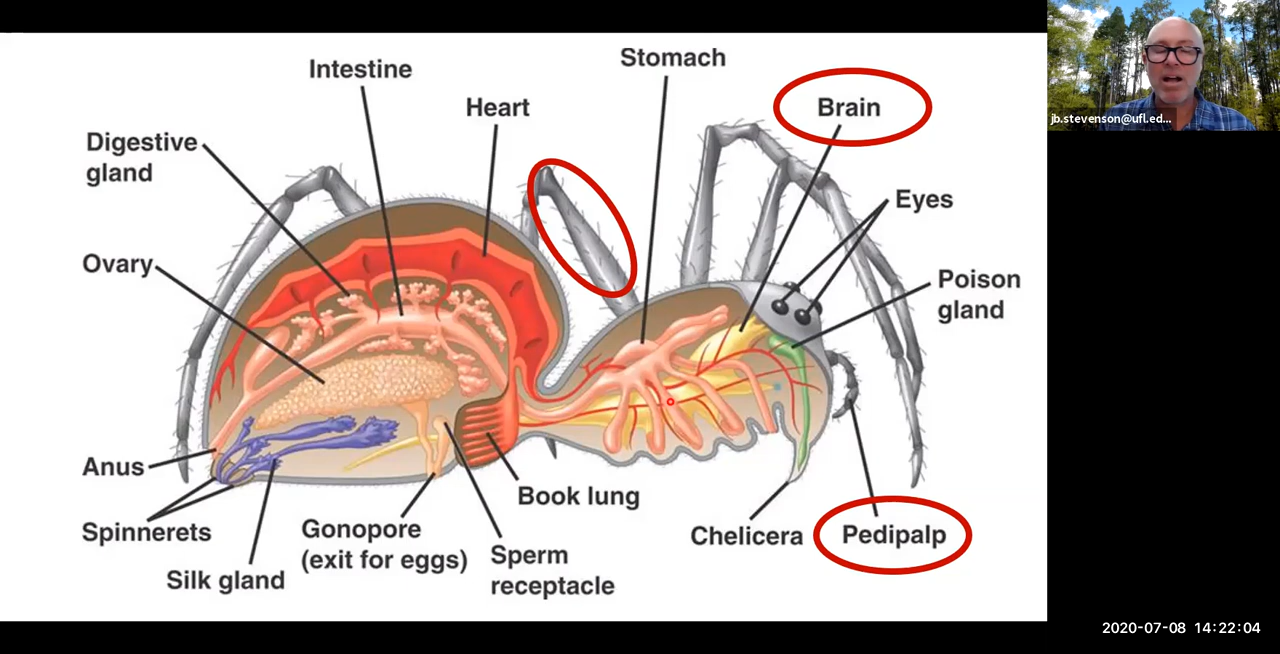 Intestine
Stomach
Heart
Brain
jb.stevenson@ufl.ed...
Digestive
gland
Eyes
Ovary
Poison
gland
Anus
Spinnerets
Silk gland
Gonopore
(exit for eggs)
Book lung
Sperm
receptacle
Chelicera
Pedipalp
2020-07-08 14:22:04